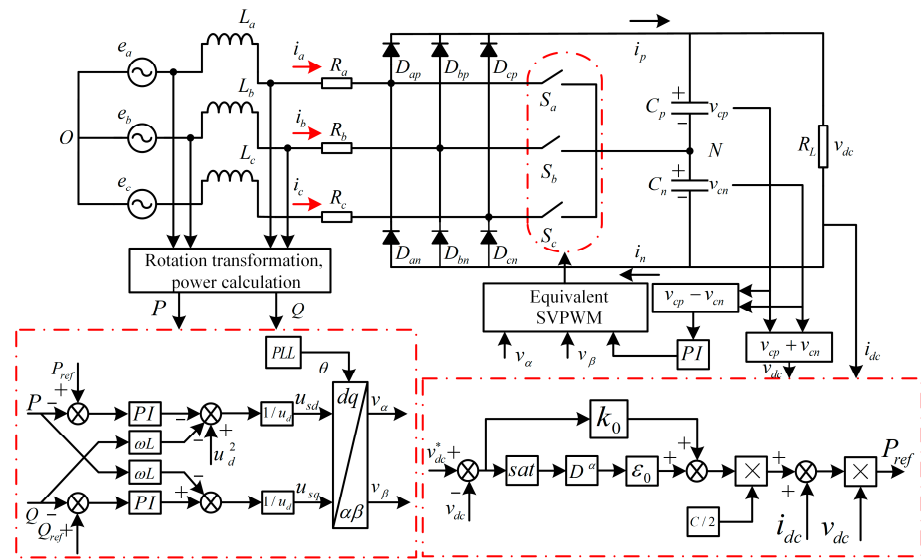 L_a
e_a
i_a
R_a
D_ap D_bp D_cp
i_p
S_a
C_p + − v_cp
L_b
O
e_b
i_b
R_b
S_b
N
R_L v_dc
L_c
e_c
i_c
R_c
S_c
C_n + − v_cn
D_an D_bn D_cn
i_n
Rotation transformation,
power calculation
P Q
Equivalent
SVPWM
v_cp − v_cn
PI
v_cp + v_cn
v_dc
i_dc
v_α v_β
PLL
θ
P_ref
P − +
PI
−
ωL
−
+
u_d^2
1/u_d
u_sd
dq
αβ
v_α
ωL
−
Q − +
Q_ref
PI
+
1/u_d
u_sq
v_β
k_0
v_dc^* +
−
v_dc
sat
D^α
ε_0
+
+
×
C/2
+
+
i_dc
×
v_dc
P_ref